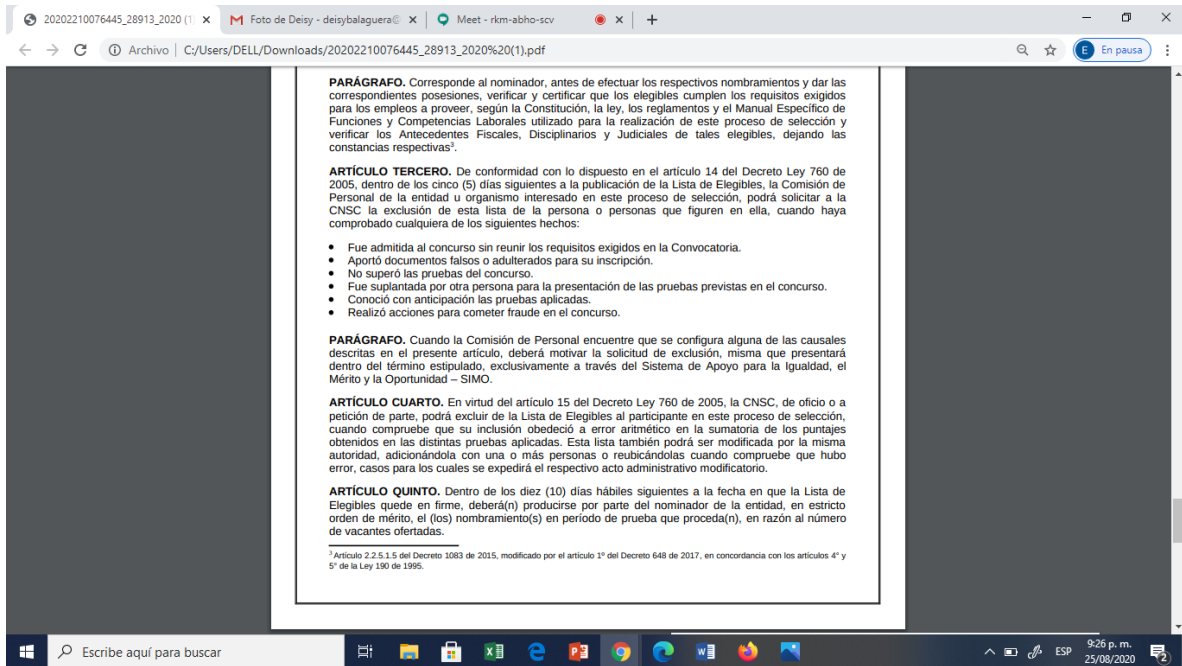 20202210076445_28913_2020 (1
Foto de Deisy - deisybalaguera@
Meet - rkm-abho-scv
Archivo | C:/Users/DELL/Downloads/20202210076445_28913_2020%20(1).pdf
E En pausa
PARÁGRAFO. Corresponde al nominador, antes de efectuar los respectivos nombramientos y dar las
correspondientes posesiones, verificar y certificar que los elegibles cumplen los requisitos exigidos
para los empleos a proveer, según la Constitución, la ley, los reglamentos y el Manual Específico de
Funciones y Competencias Laborales utilizado para la realización de este proceso de selección y
verificar los Antecedentes Fiscales, Disciplinarios y Judiciales de tales elegibles, dejando las
constancias respectivas³.
ARTÍCULO TERCERO. De conformidad con lo dispuesto en el artículo 14 del Decreto Ley 760 de
2005, dentro de los cinco (5) días siguientes a la publicación de la Lista de Elegibles, la Comisión de
Personal de la entidad u organismo interesado en este proceso de selección, podrá solicitar a la
CNSC la exclusión de esta lista de la persona o personas que figuren en ella, cuando haya
comprobado cualquiera de los siguientes hechos:
• Fue admitida al concurso sin reunir los requisitos exigidos en la Convocatoria.
• Aportó documentos falsos o adulterados para su inscripción.
• No superó las pruebas del concurso.
• Fue suplantada por otra persona para la presentación de las pruebas previstas en el concurso.
• Conoció con anticipación las pruebas aplicadas.
• Realizó acciones para cometer fraude en el concurso.
PARÁGRAFO. Cuando la Comisión de Personal encuentre que se configura alguna de las causales
descritas en el presente artículo, deberá motivar la solicitud de exclusión, misma que presentará
dentro del término estipulado, exclusivamente a través del Sistema de Apoyo para la Igualdad, el
Mérito y la Oportunidad – SIMO.
ARTÍCULO CUARTO. En virtud del artículo 15 del Decreto Ley 760 de 2005, la CNSC, de oficio o a
petición de parte, podrá excluir de la Lista de Elegibles al participante en este proceso de selección,
cuando compruebe que su inclusión obedeció a error aritmético en la sumatoria de los puntajes
obtenidos en las distintas pruebas aplicadas. Esta lista también podrá ser modificada por la misma
autoridad, adicionándola con una o más personas o reubicándolas cuando compruebe que hubo
error, casos para los cuales se expedirá el respectivo acto administrativo modificatorio.
ARTÍCULO QUINTO. Dentro de los diez (10) días hábiles siguientes a la fecha en que la Lista de
Elegibles quede en firme, deberá(n) producirse por parte del nominador de la entidad, en estricto
orden de mérito, el (los) nombramiento(s) en período de prueba que proceda(n), en razón al número
de vacantes ofertadas.
³ Artículo 2.2.5.1.5 del Decreto 1083 de 2015, modificado por el artículo 1º del Decreto 648 de 2017, en concordancia con los artículos 4° y
5° de la Ley 190 de 1995.
Escribe aquí para buscar
ESP
9:26 p. m.
25/08/2020
2